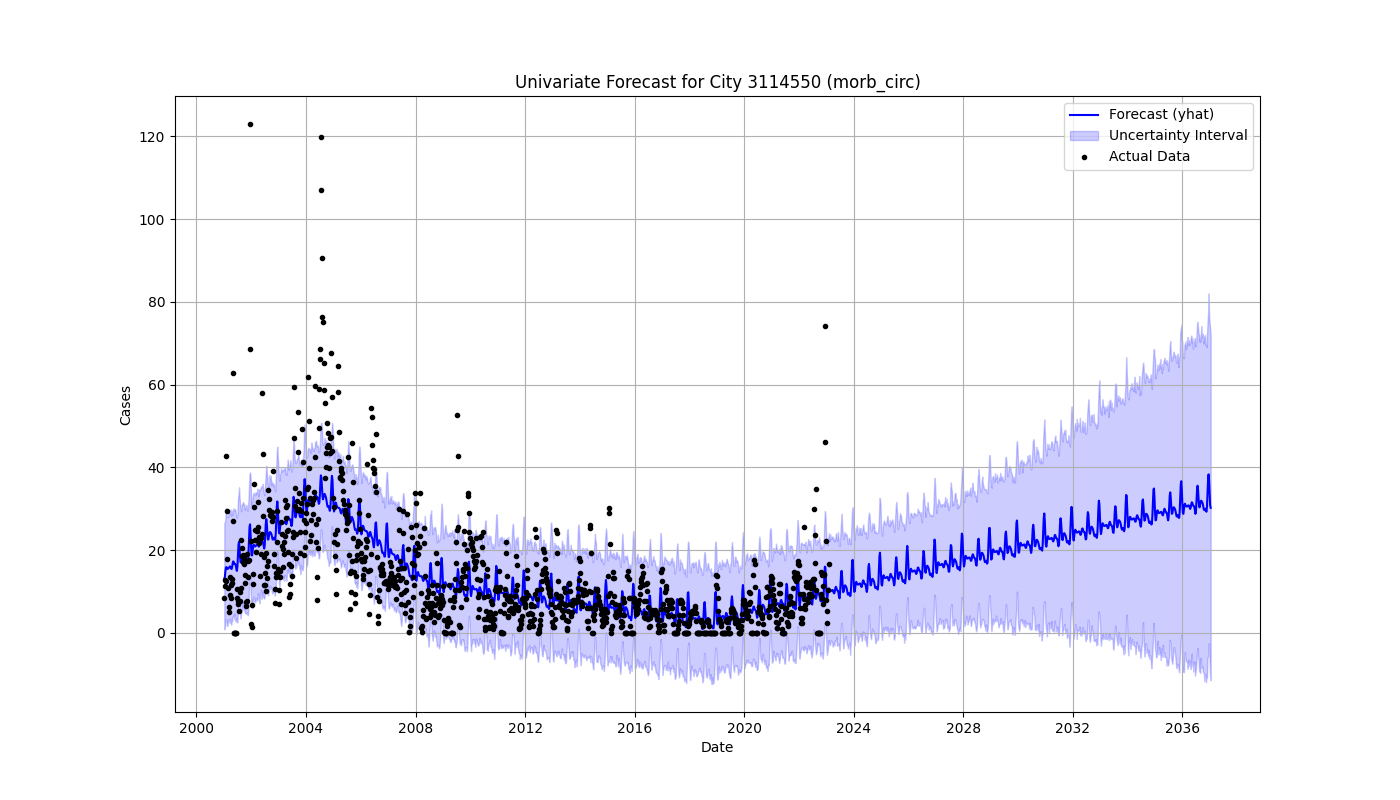 Univariate Forecast for City 3114550 (morb_circ)
Forecast (yhat)
Uncertainty Interval
Actual Data
Cases
120
100
80
60
40
20
0
2000 2004 2008 2012 2016 2020 2024 2028 2032 2036
Date